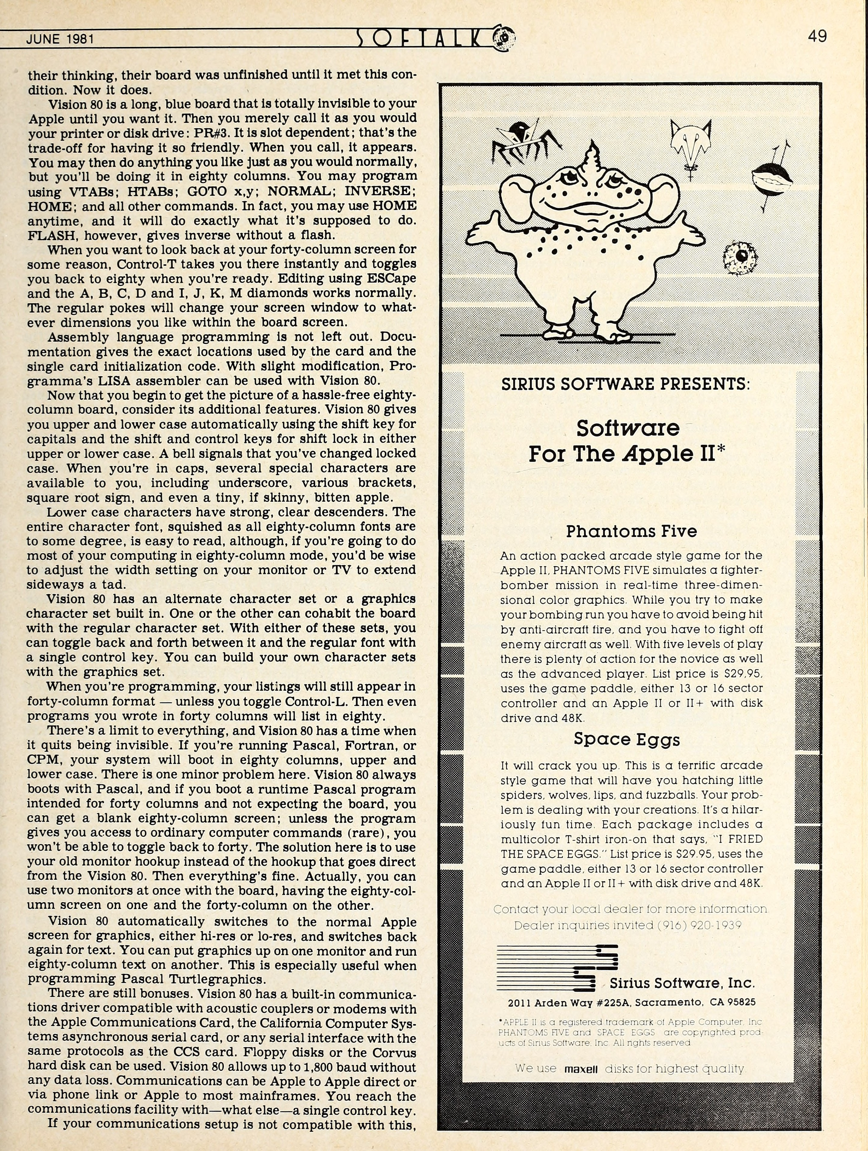 JUNE 1981
SOFTALK
49
their thinking, their board was unfinished until it met this con-
dition. Now it does.
Vision 80 is a long, blue board that is totally invisible to your
Apple until you want it. Then you merely call it as you would
your printer or disk drive: PR#3. It is slot dependent; that's the
trade-off for having it so friendly. When you call, it appears.
You may then do anything you like just as you would normally,
but you'll be doing it in eighty columns. You may program
using VTABs; HTABs; GOTO x,y; NORMAL; INVERSE;
HOME; and all other commands. In fact, you may use HOME
anytime, and it will do exactly what it's supposed to do.
FLASH, however, gives inverse without a flash.
When you want to look back at your forty-column screen for
some reason, Control-T takes you there instantly and toggles
you back to eighty when you're ready. Editing using ESCape
and the A, B, C, D and I, J, K, M diamonds works normally.
The regular pokes will change your screen window to what-
ever dimensions you like within the board screen.
Assembly language programming is not left out. Docu-
mentation gives the exact locations used by the card and the
single card initialization code. With slight modification, Pro-
gramma's LISA assembler can be used with Vision 80.
Now that you begin to get the picture of a hassle-free eighty-
column board, consider its additional features. Vision 80 gives
you upper and lower case automatically using the shift key for
capitals and the shift and control keys for shift lock in either
upper or lower case. A bell signals that you've changed locked
case. When you're in caps, several special characters are
available to you, including underscore, various brackets,
square root sign, and even a tiny, if skinny, bitten apple.
Lower case characters have strong, clear descenders. The
entire character font, squished as all eighty-column fonts are
to some degree, is easy to read, although, if you're going to do
most of your computing in eighty-column mode, you'd be wise
to adjust the width setting on your monitor or TV to extend
sideways a tad.
Vision 80 has an alternate character set or a graphics
character set built in. One or the other can cohabit the board
with the regular character set. With either of these sets, you
can toggle back and forth between it and the regular font with
a single control key. You can build your own character sets
with the graphics set.
When you're programming, your listings will still appear in
forty-column format — unless you toggle Control-L. Then even
programs you wrote in forty columns will list in eighty.
There's a limit to everything, and Vision 80 has a time when
it quits being invisible. If you're running Pascal, Fortran, or
CPM, your system will boot in eighty columns, upper and
lower case. There is one minor problem here. Vision 80 always
boots with Pascal, and if you boot a runtime Pascal program
intended for forty columns and not expecting the board, you
can get a blank eighty-column screen; unless the program
gives you access to ordinary computer commands (rare), you
won't be able to toggle back to forty. The solution here is to use
your old monitor hookup instead of the hookup that goes direct
from the Vision 80. Then everything's fine. Actually, you can
use two monitors at once with the board, having the eighty-col-
umn screen on one and the forty-column on the other.
Vision 80 automatically switches to the normal Apple
screen for graphics, either hi-res or lo-res, and switches back
again for text. You can put graphics up on one monitor and run
eighty-column text on another. This is especially useful when
programming Pascal Turtlegraphics.
There are still bonuses. Vision 80 has a built-in communica-
tions driver compatible with acoustic couplers or modems with
the Apple Communications Card, the California Computer Sys-
tems asynchronous serial card, or any serial interface with the
same protocols as the CCS card. Floppy disks or the Corvus
hard disk can be used. Vision 80 allows up to 1,800 baud without
any data loss. Communications can be Apple to Apple direct or
via phone link or Apple to most mainframes. You reach the
communications facility with—what else—a single control key.
If your communications setup is not compatible with this,
SIRIUS SOFTWARE PRESENTS:
Software
For The Apple II*
Phantoms Five
An action packed arcade style game for the
Apple II, PHANTOMS FIVE simulates a fighter-
bomber mission in real-time three-dimen-
sional color graphics. While you try to make
your bombing run you have to avoid being hit
by anti-aircraft fire, and you have to fight off
enemy aircraft as well. With five levels of play
there is plenty of action for the novice as well
as the advanced player. List price is $29.95,
uses the game paddle, either 13 or 16 sector
controller and an Apple II or II+ with disk
drive and 48K.
Space Eggs
It will crack you up. This is a terrific arcade
style game that will have you hatching little
spiders, wolves, lips, and fuzzballs. Your prob-
lem is dealing with your creations. It's a hilar-
iously fun time. Each package includes a
multicolor T-shirt iron-on that says, "I FRIED
THE SPACE EGGS." List price is $29.95, uses the
game paddle, either 13 or 16 sector controller
and an Apple II or II+ with disk drive and 48K.
Contact your local dealer for more information.
Dealer inquiries invited (916) 920-1939
Sirius Software, Inc.
2011 Arden Way #225A, Sacramento, CA 95825
*APPLE II is a registered trademark of Apple Computer, Inc.
PHANTOMS FIVE and SPACE EGGS are copyrighted prod-
ucts of Sirius Software, Inc. All rights reserved.
We use maxell disks for highest quality.